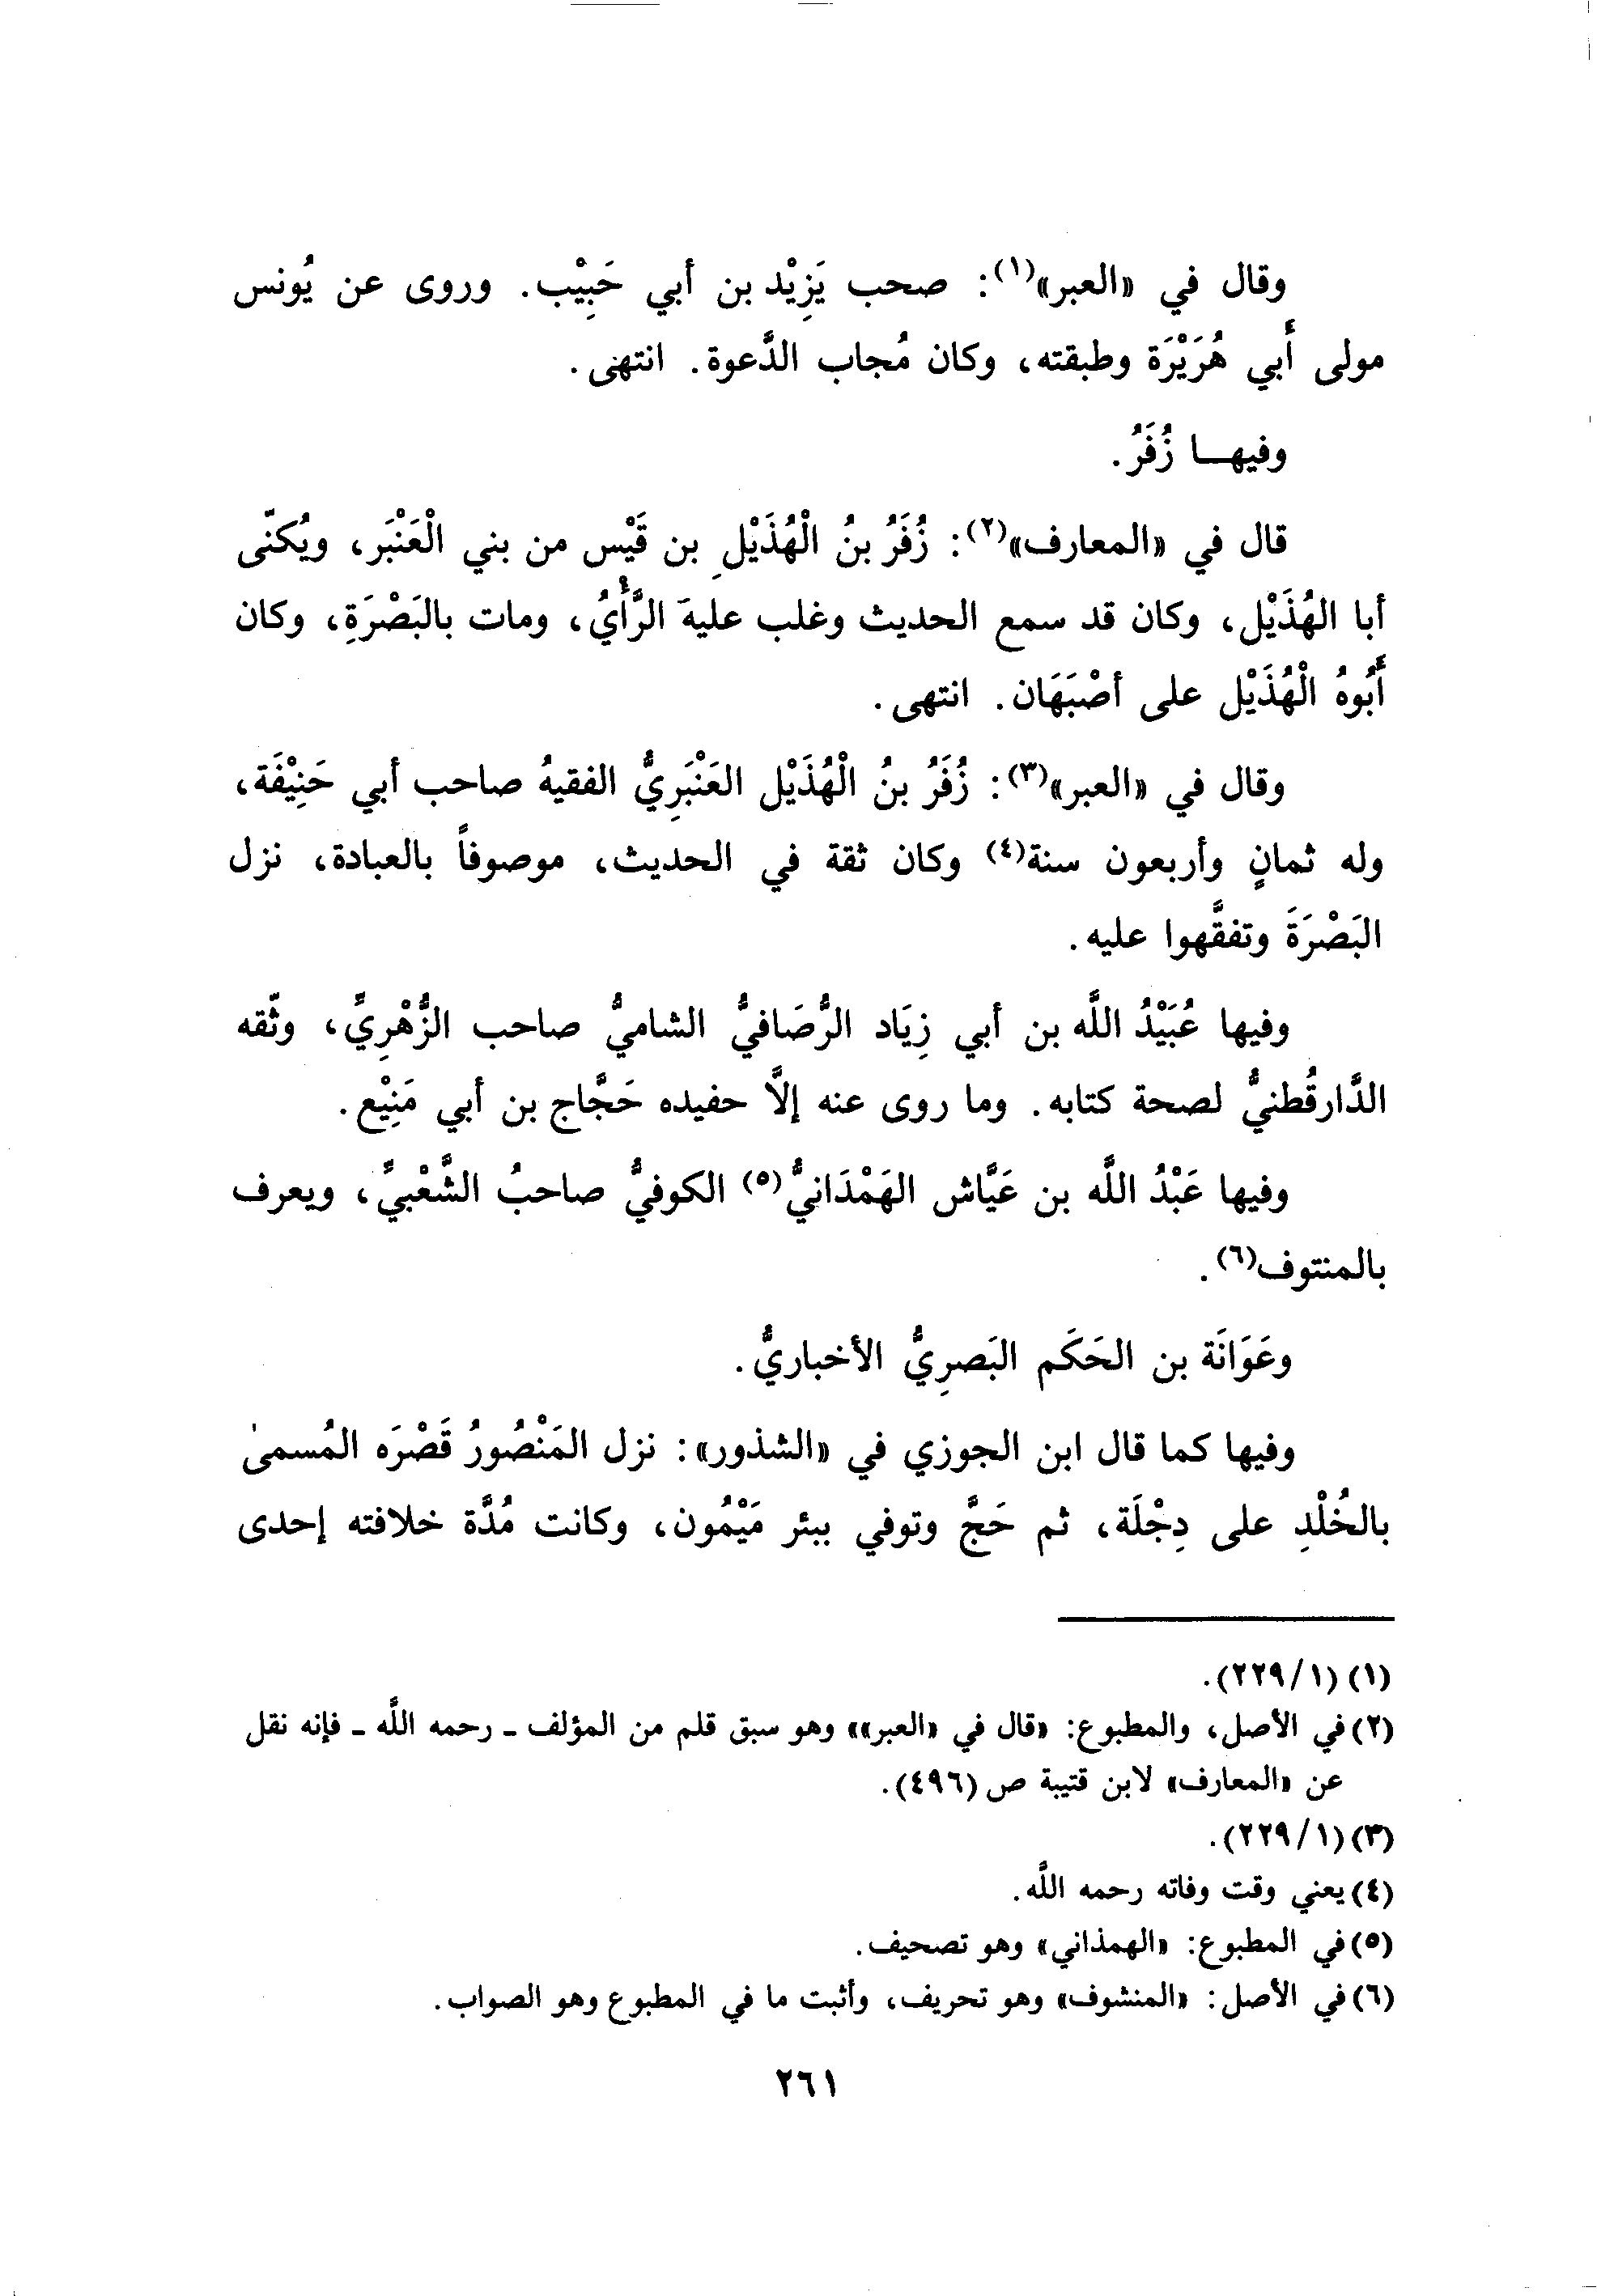 وقال في «العبر»(١): صحب يَزِيْد بن أبي حَبِيْب. وروى عن يُونس
مولى أَبي هُرَيْرَة وطبقته، وكان مُجاب الدَّعوة. انتهى.
وفيهـا زُفَرُ.
قال في «المعارف»(٢): زُفَرُ بنُ الْهُذَيْلِ بن قَيْس من بني الْعَنْبَر، ويُكنّى
أبا الهُذَيْل، وكان قد سمع الحديث وغلب عليهَ الرَّأْيُ، ومات بالبَصْرَةِ، وكان
أَبُوهُ الْهُذَيْل على أصْبَهَان. انتهى.
وقال في «العبر»(٣): زُفَرُ بنُ الْهُذَيْل العَنْبَرِيُّ الفقيهُ صاحب أبي حَنِيْفَة،
وله ثمانٍ وأربعون سنة(٤) وكان ثقة في الحديث، موصوفاً بالعبادة، نزل
البَصْرَةَ وتفقَّهوا عليه.
وفيها عُبَيْدُ اللَّه بن أبي زِيَاد الرُّصَافيُّ الشاميُّ صاحب الزُّهْرِيِّ، وثّقه
الدَّارقُطنيُّ لصحة كتابه. وما روى عنه إلَّا حفيده حَجَّاج بن أبي مَنِيْع.
وفيها عَبْدُ اللَّه بن عَيَّاش الهَمْدَانيُّ(٥) الكوفيُّ صاحبُ الشَّعْبيِّ، ويعرف
بالمنتوف(٦).
وعَوَانَة بن الحَكَم البَصرِيُّ الأخباريُّ.
وفيها كما قال ابن الجوزي في «الشذور»: نزل المَنْصُورُ قَصْرَه المُسمىٰ
بالخُلْدِ على دِجْلَة، ثم حَجَّ وتوفي ببئر مَيْمُون، وكانت مُدَّة خلافته إحدى
(١) (١/ ٢٢٩).
(٢) في الأصل، والمطبوع: «قال في «العبر»» وهو سبق قلم من المؤلف ـ رحمه اللَّه ـ فإنه نقل
عن «المعارف» لابن قتيبة ص (٤٩٦).
(٣) (١/ ٢٢٩).
(٤) يعني وقت وفاته رحمه اللَّه.
(٥) في المطبوع: «الهمذاني» وهو تصحيف.
(٦) في الأصل: «المنشوف» وهو تحريف، وأثبت ما في المطبوع وهو الصواب.
٢٦١